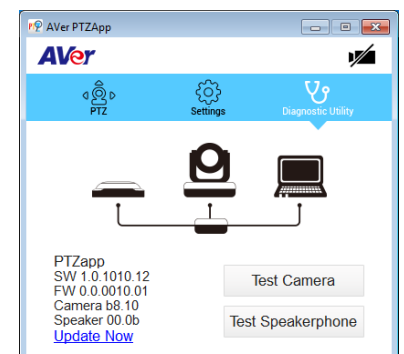 AVer PTZApp
AVer
PTZ
Settings
Diagnostic Utility
PTZapp
SW 1.0.1010.12
FW 0.0.0010.01
Camera b8.10
Speaker 00.0b
Update Now
Test Camera
Test Speakerphone